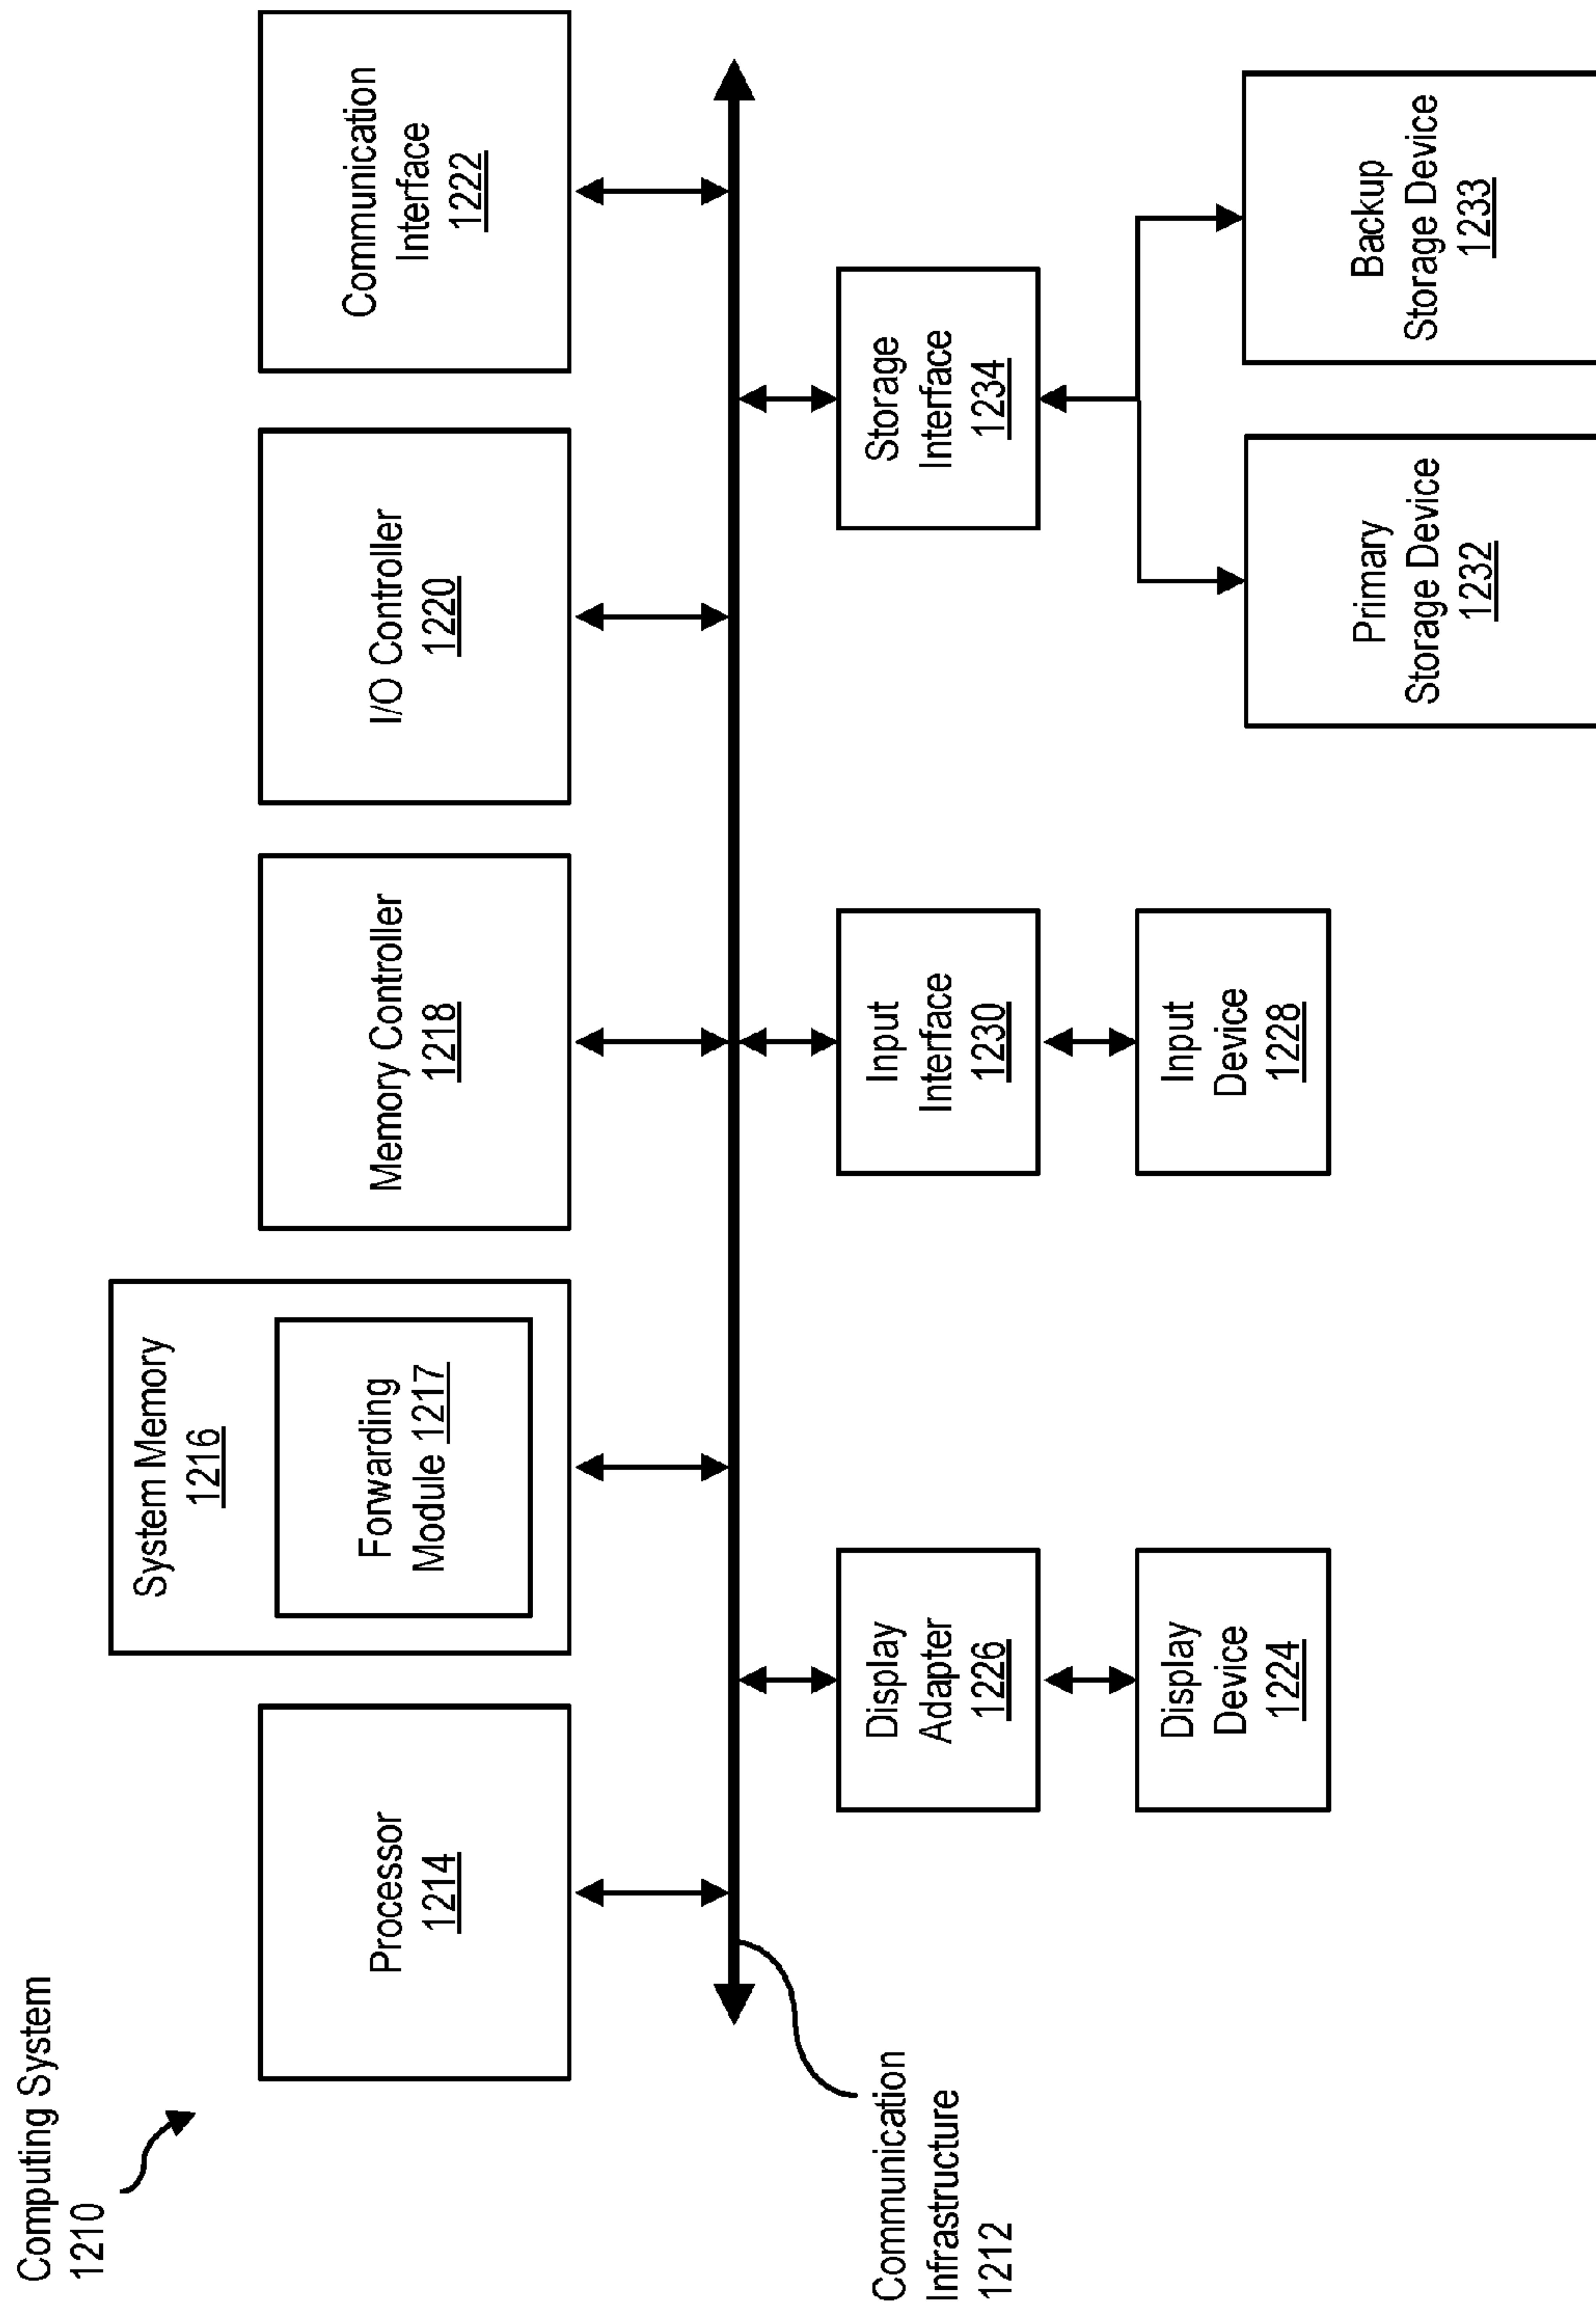 Computing System
1210
Processor
1214
System Memory
1216
Forwarding
Module 1217
Memory Controller
1218
I/O Controller
1220
Communication
Interface
1222
Communication
Infrastructure
1212
Display
Adapter
1226
Input
Interface
1230
Storage
Interface
1234
Display
Device
1224
Input
Device
1228
Primary
Storage Device
1232
Backup
Storage Device
1233